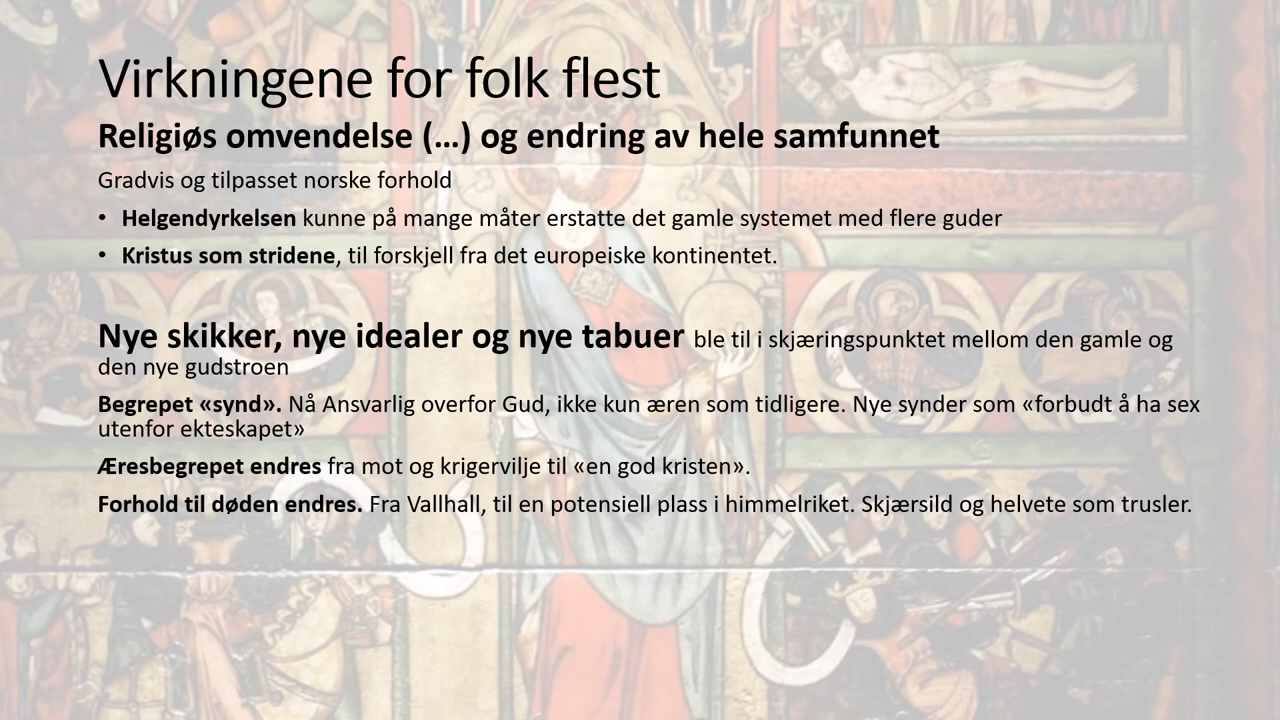 Virkningene for folk flest
Religiøs omvendelse (…) og endring av hele samfunnet
Gradvis og tilpasset norske forhold
• Helgendyrkelsen kunne på mange måter erstatte det gamle systemet med flere guder
• Kristus som stridene, til forskjell fra det europeiske kontinentet.
Nye skikker, nye idealer og nye tabuer ble til i skjæringspunktet mellom den gamle og
den nye gudstroen
Begrepet «synd». Nå Ansvarlig overfor Gud, ikke kun æren som tidligere. Nye synder som «forbudt å ha sex
utenfor ekteskapet»
Æresbegrepet endres fra mot og krigervilje til «en god kristen».
Forhold til døden endres. Fra Vallhall, til en potensiell plass i himmelriket. Skjærsild og helvete som trusler.